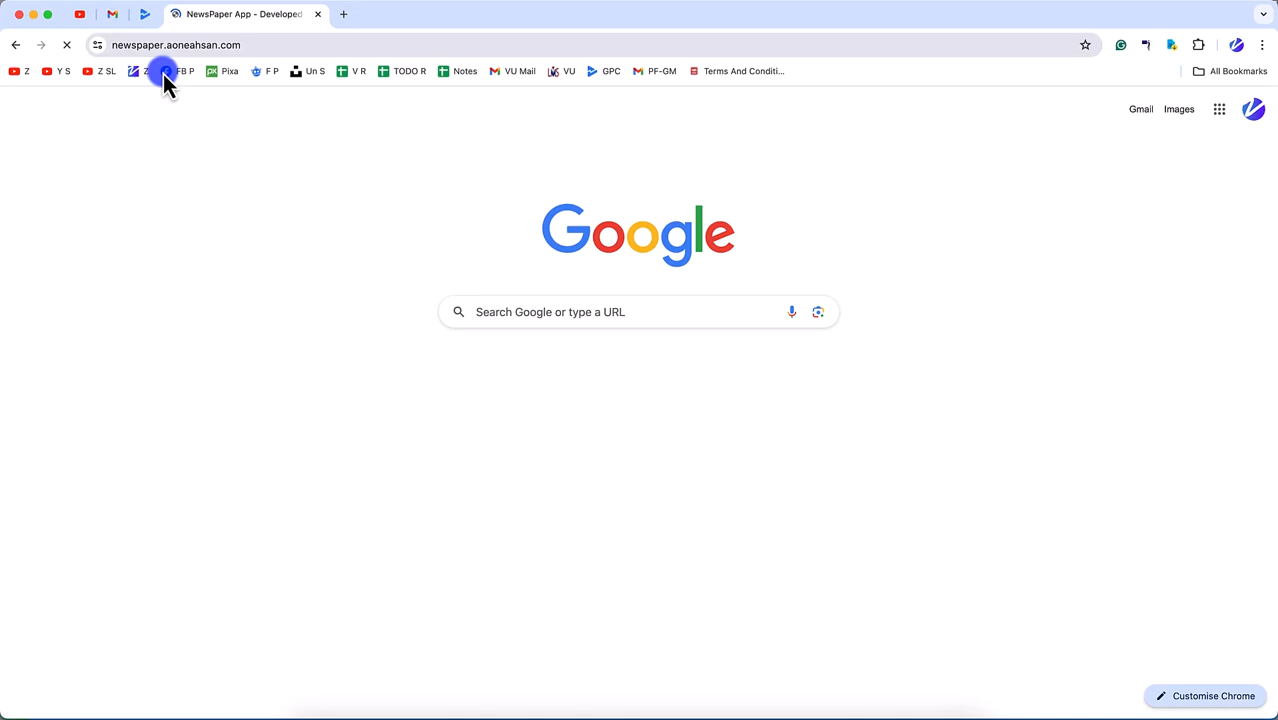 NewsPaper App - Developed
newspaper.aoneahsan.com
Z Y S Z SL Z FB P Pixa F P Un S V R TODO R Notes VU Mail VU GPC PF-GM Terms And Conditi... All Bookmarks
Gmail Images
Google
Search Google or type a URL
Customise Chrome